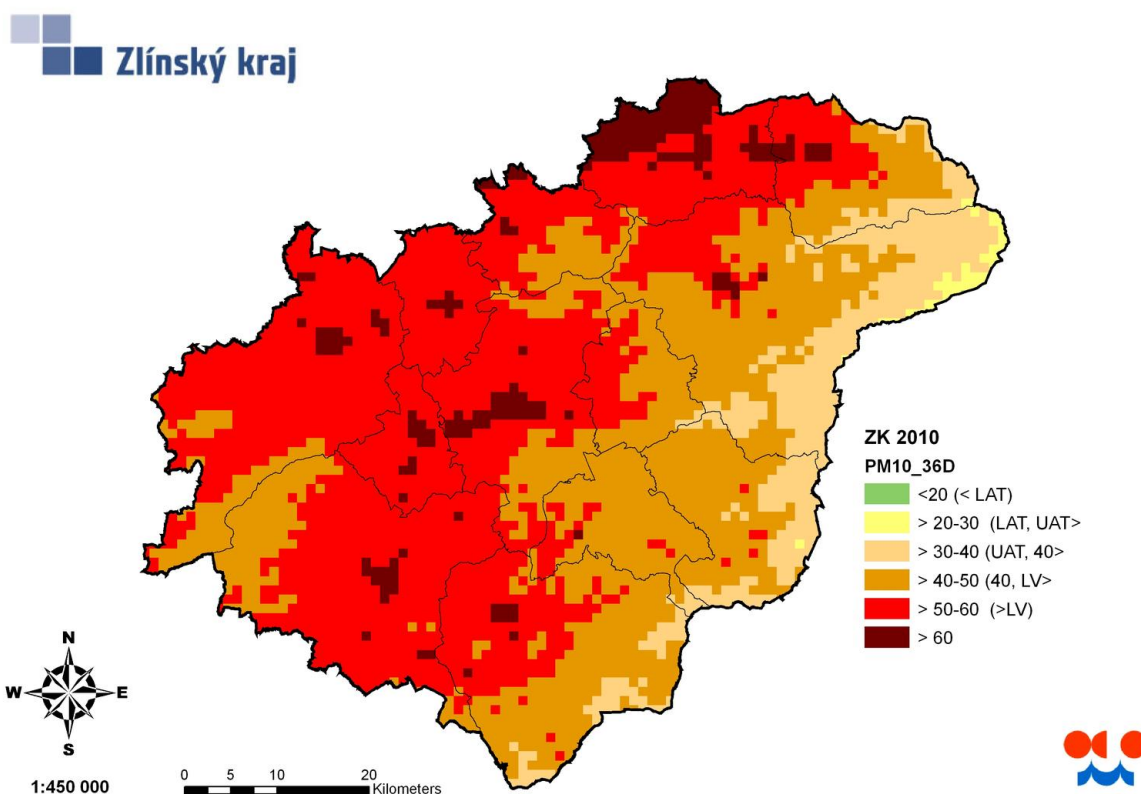 Zlínský kraj
ZK 2010
PM10_36D
<20 (< LAT)
> 20-30 (LAT, UAT>
> 30-40 (UAT, 40>
> 40-50 (40, LV>
> 50-60 (>LV)
> 60
N
W E
S
1:450 000
0 5 10 20
Kilometers